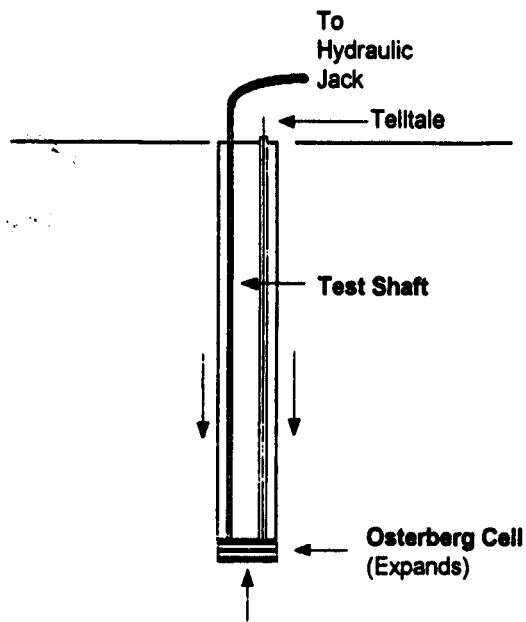 To
Hydraulic
Jack
Telltale
Test Shaft
Osterberg Cell
(Expands)